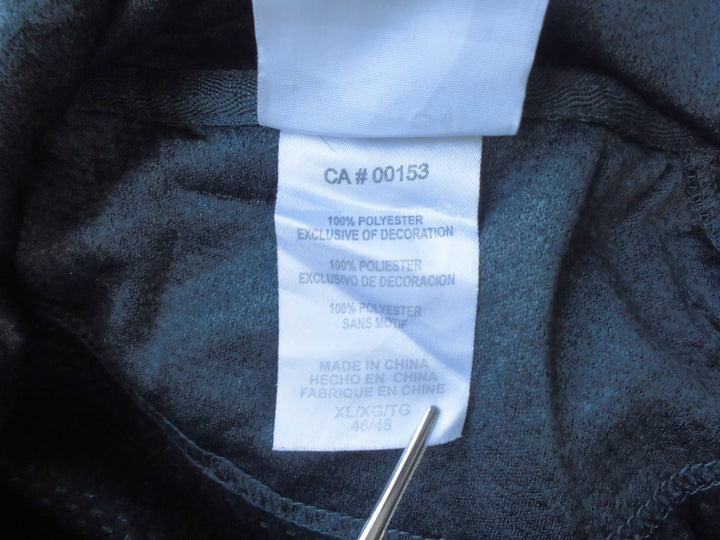 CA # 00153
100% POLYESTER
EXCLUSIVE OF DECORATION
100% POLIESTER
EXCLUSIVO DE DECORACION
100% POLYESTER
SANS MOTIF
MADE IN CHINA
HECHO EN CHINA
FABRIQUE EN CHINE
XL/XG/TG
46/48